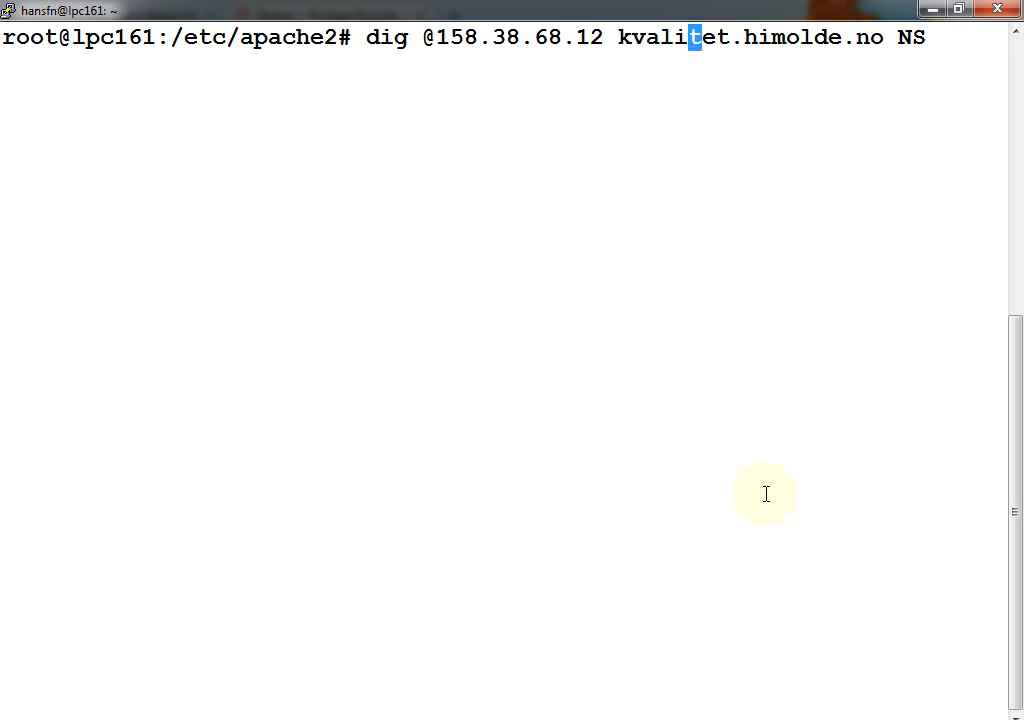 hansfn@lpc161: ~
root@lpc161:/etc/apache2# dig @158.38.68.12 kvalitet.himolde.no NS